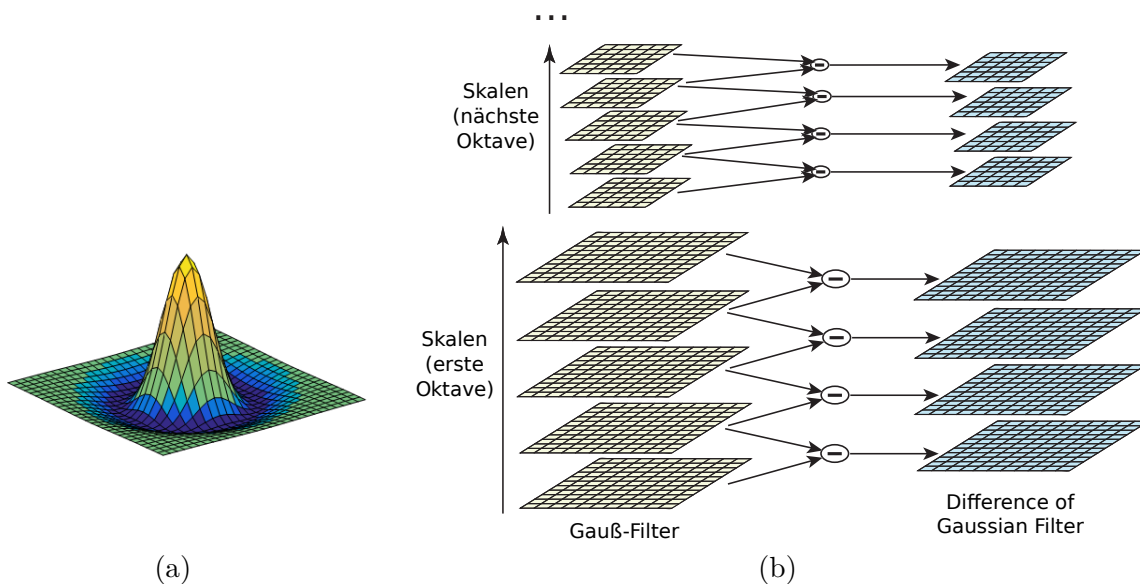 ...
Skalen
(nächste
Oktave)
Skalen
(erste
Oktave)
Gauß-Filter
Difference of
Gaussian Filter
(a)
(b)